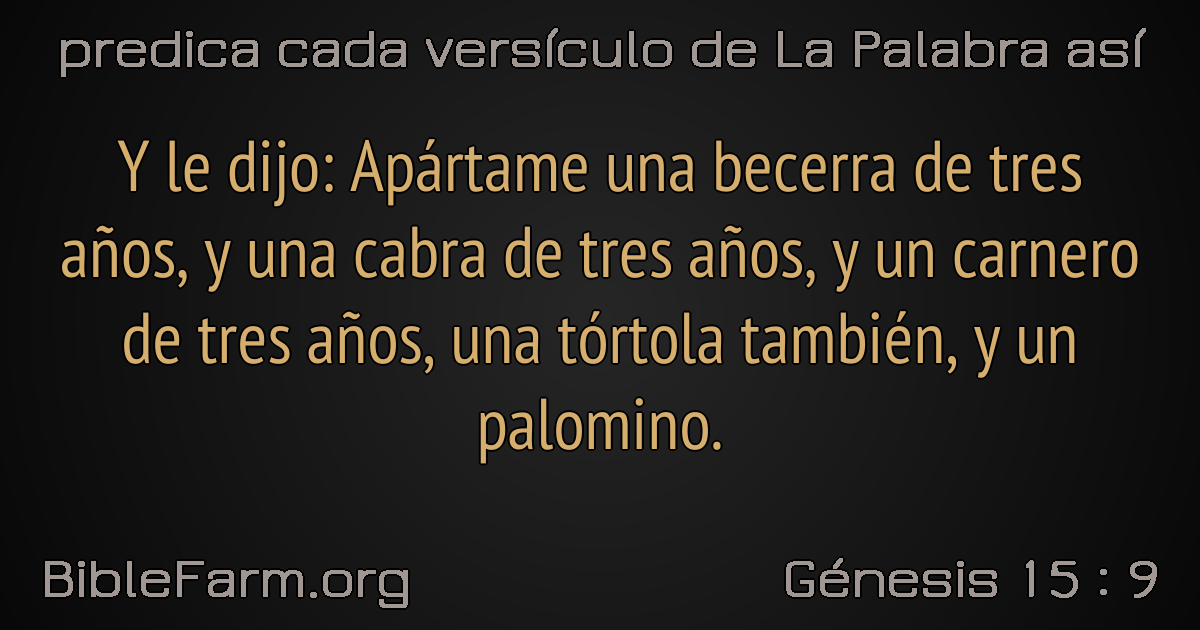 predica cada versículo de La Palabra así
Y le dijo: Apártame una becerra de tres
años, y una cabra de tres años, y un carnero
de tres años, una tórtola también, y un
palomino.
BibleFarm.org
Génesis 15 : 9